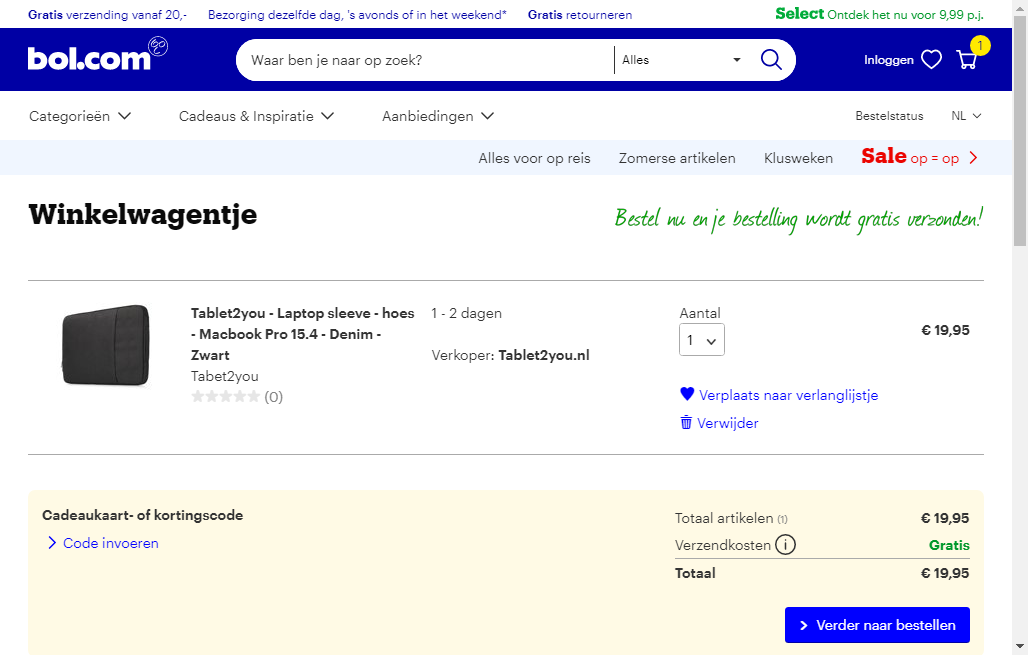 Gratis verzending vanaf 20,- Bezorging dezelfde dag, 's avonds of in het weekend* Gratis retourneren Select Ontdek het nu voor 9,99 p.j.
bol.com Waar ben je naar op zoek? Alles Inloggen 1
Categorieën Cadeaus & Inspiratie Aanbiedingen Bestelstatus NL
Alles voor op reis Zomerse artikelen Klusweken Sale op = op
Winkelwagentje
Bestel nu en je bestelling wordt gratis verzonden!
Tablet2you - Laptop sleeve - hoes
- Macbook Pro 15.4 - Denim -
Zwart
Tabet2you
(0)
1 - 2 dagen
Verkoper: Tablet2you.nl
Aantal
1
€ 19,95
Verplaats naar verlanglijstje
Verwijder
Cadeaukaart- of kortingscode
Code invoeren
Totaal artikelen (1) € 19,95
Verzendkosten i Gratis
Totaal € 19,95
Verder naar bestellen